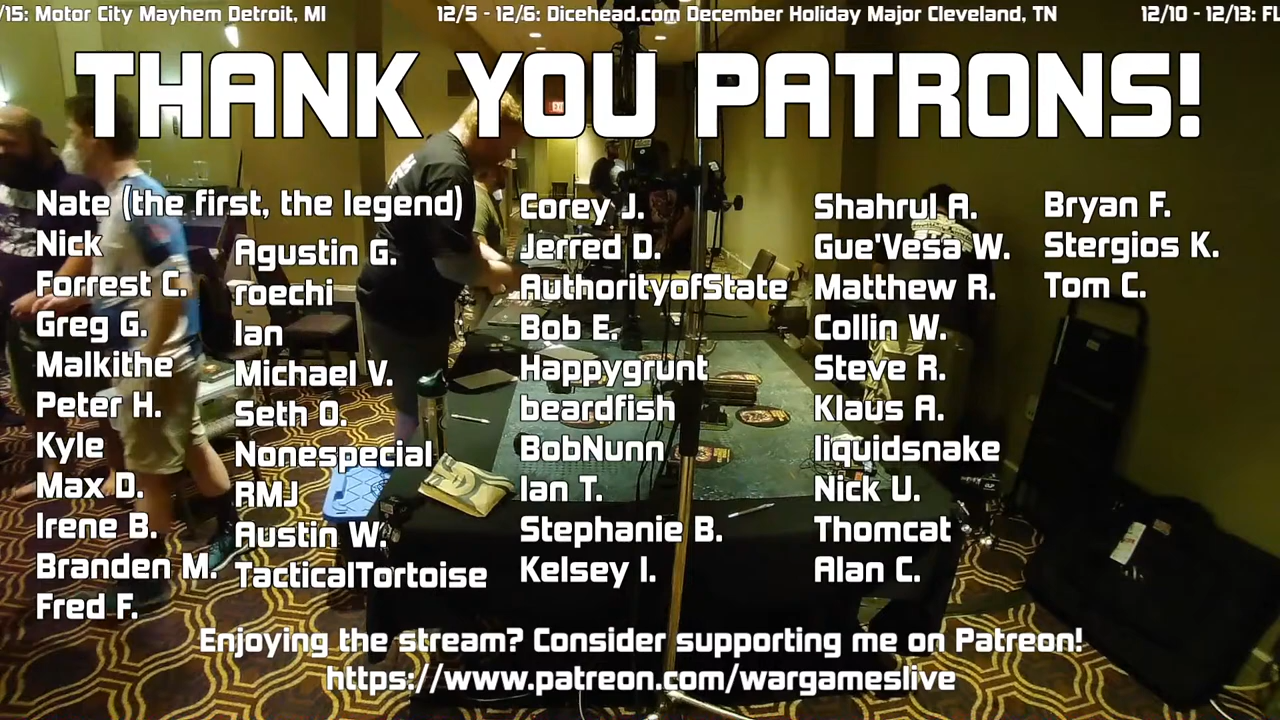 /15: Motor City Mayhem Detroit, MI 12/5 - 12/6: Dicehead.com December Holiday Major Cleveland, TN 12/10 - 12/13: FL
THANK YOU PATRONS!
Nate (the first, the legend)
Nick
Forrest C.
Greg G.
Malkithe
Peter H.
Kyle
Max D.
Irene B.
Branden M.
Fred F.
Agustin G.
roechi
Ian
Michael V.
Seth O.
Nonespecial
RMJ
Austin W.
TacticalTortoise
Corey J.
Jerred D.
AuthorityofState
Bob E.
Happygrunt
beardfish
BobNunn
Ian T.
Stephanie B.
Kelsey I.
Shahrul A.
Gue'Vesa W.
Matthew R.
Collin W.
Steve R.
Klaus A.
liquidsnake
Nick U.
Thomcat
Alan C.
Bryan F.
Stergios K.
Tom C.
Enjoying the stream? Consider supporting me on Patreon!
https://www.patreon.com/wargameslive